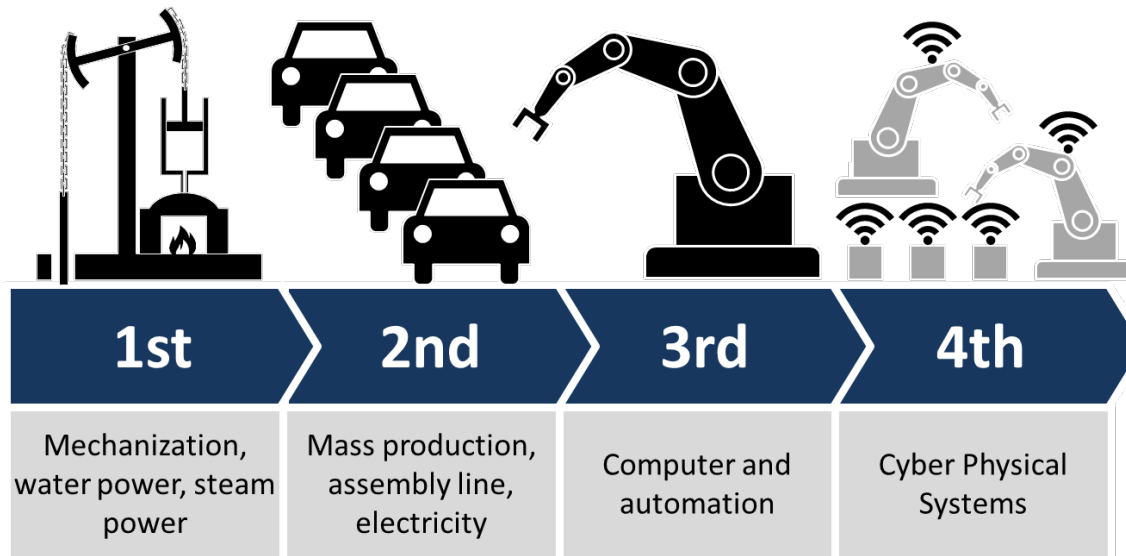 1st
2nd
3rd
4th
Mechanization,
water power, steam
power
Mass production,
assembly line,
electricity
Computer and
automation
Cyber Physical
Systems